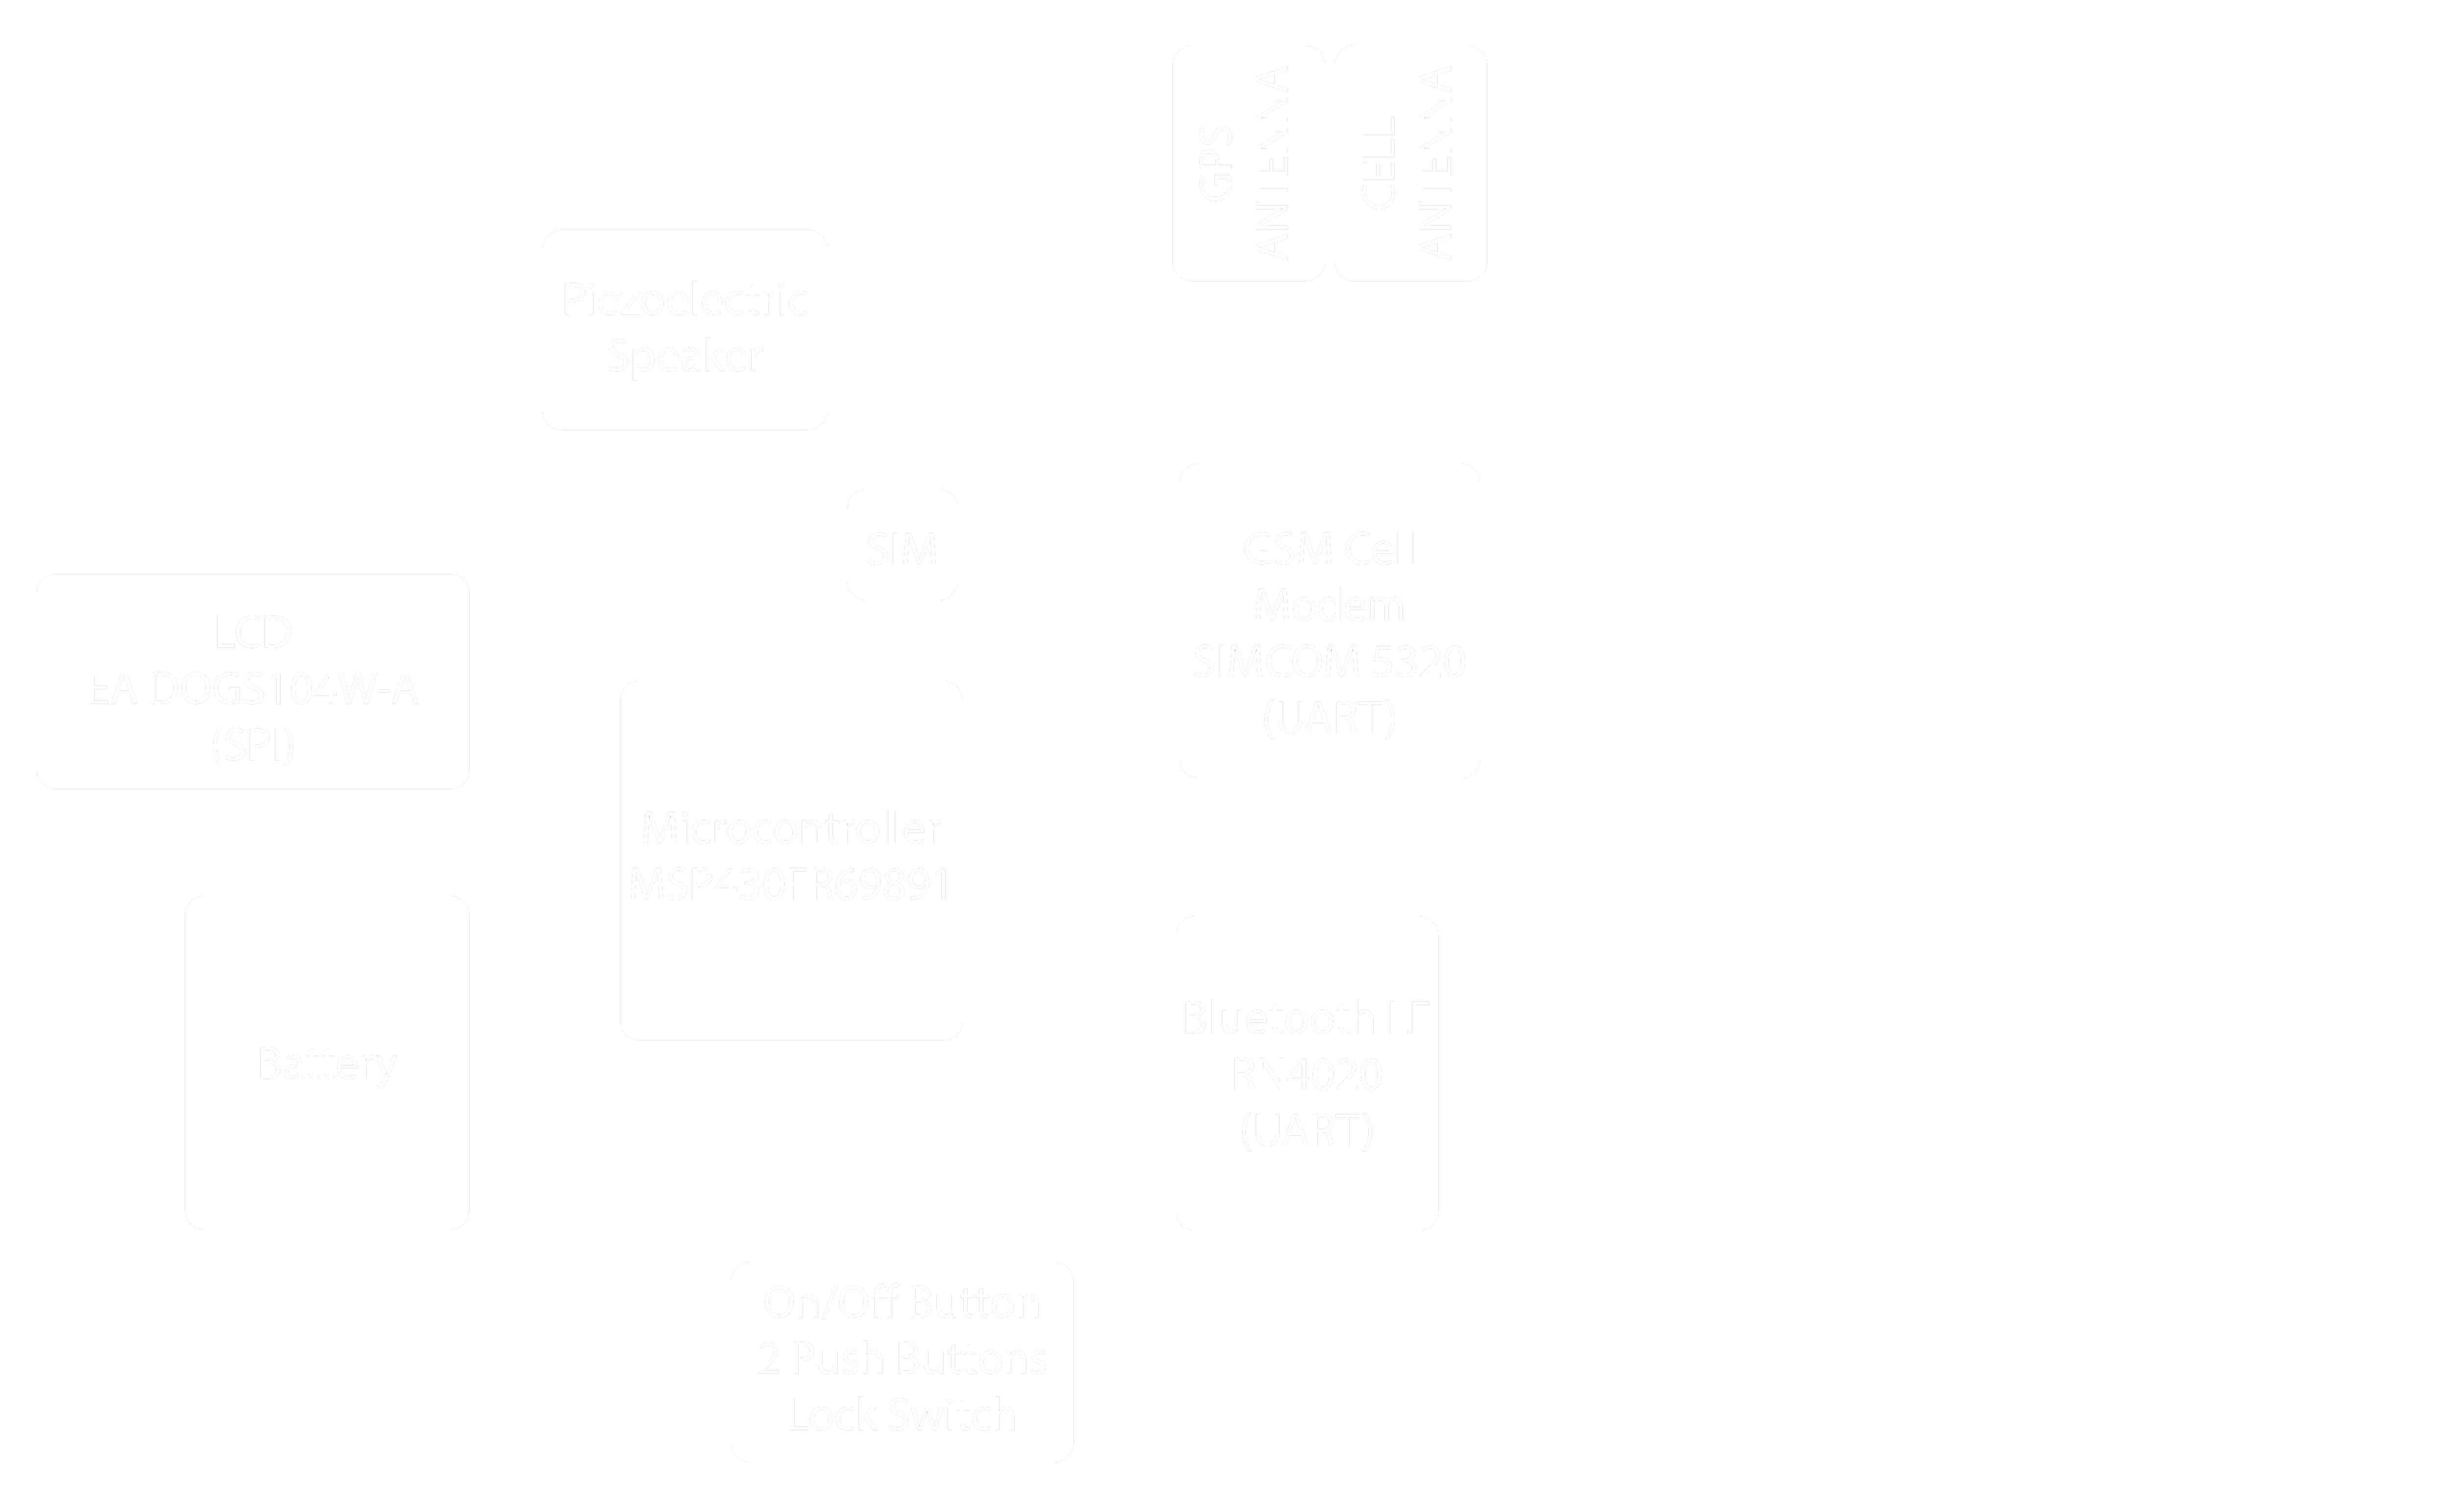 GPS
ANTENNA
CELL
ANTENNA
Piezoelectric
Speaker
SIM
GSM Cell
Modem
SIMCOM 5320
(UART)
LCD
EA DOGS104W-A
(SPI)
Microcontroller
MSP430FR69891
Battery
Bluetooth LE
RN4020
(UART)
On/Off Button
2 Push Buttons
Lock Switch